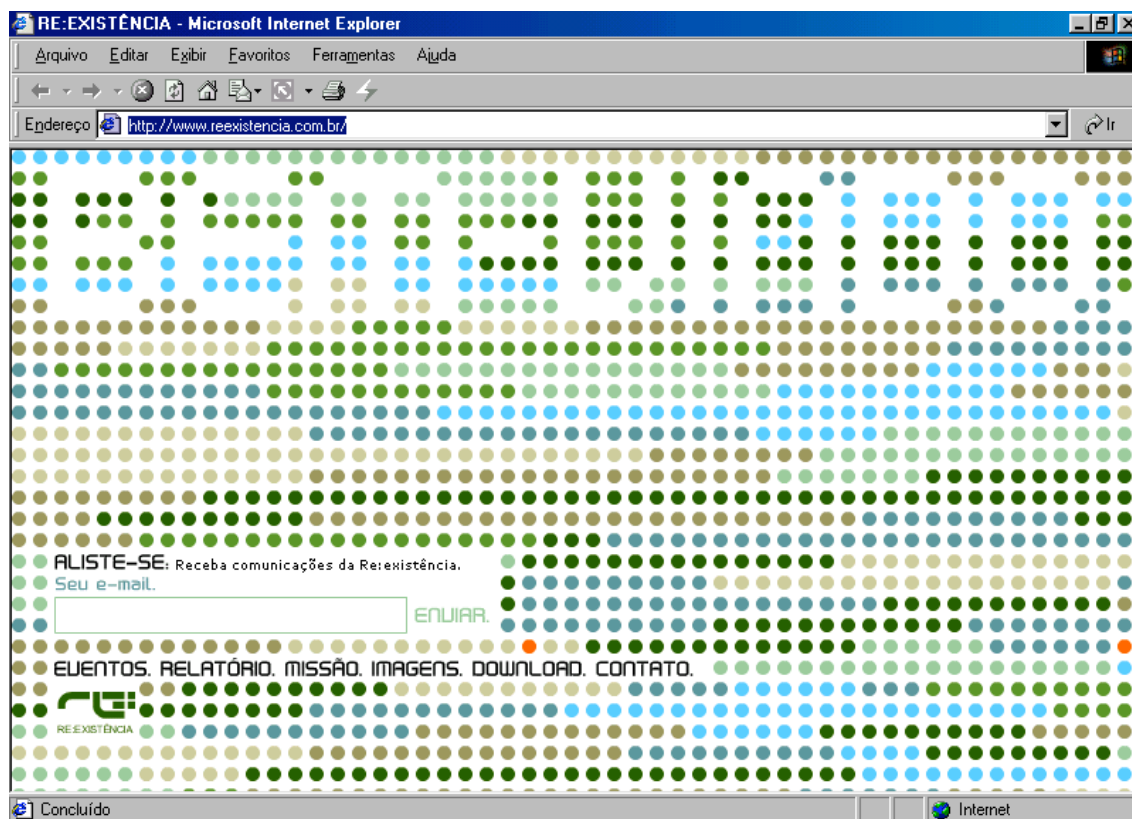 RE:EXISTÊNCIA - Microsoft Internet Explorer
Arquivo Editar Exibir Favoritos Ferramentas Ajuda
Endereço http://www.reexistencia.com.br/ Ir
ALISTE-SE: Receba comunicações da Re:existência.
Seu e-mail.
ENVIAR.
EVENTOS. RELATÓRIO. MISSÃO. IMAGENS. DOWNLOAD. CONTATO.
RE:EXISTÊNCIA
Concluído Internet